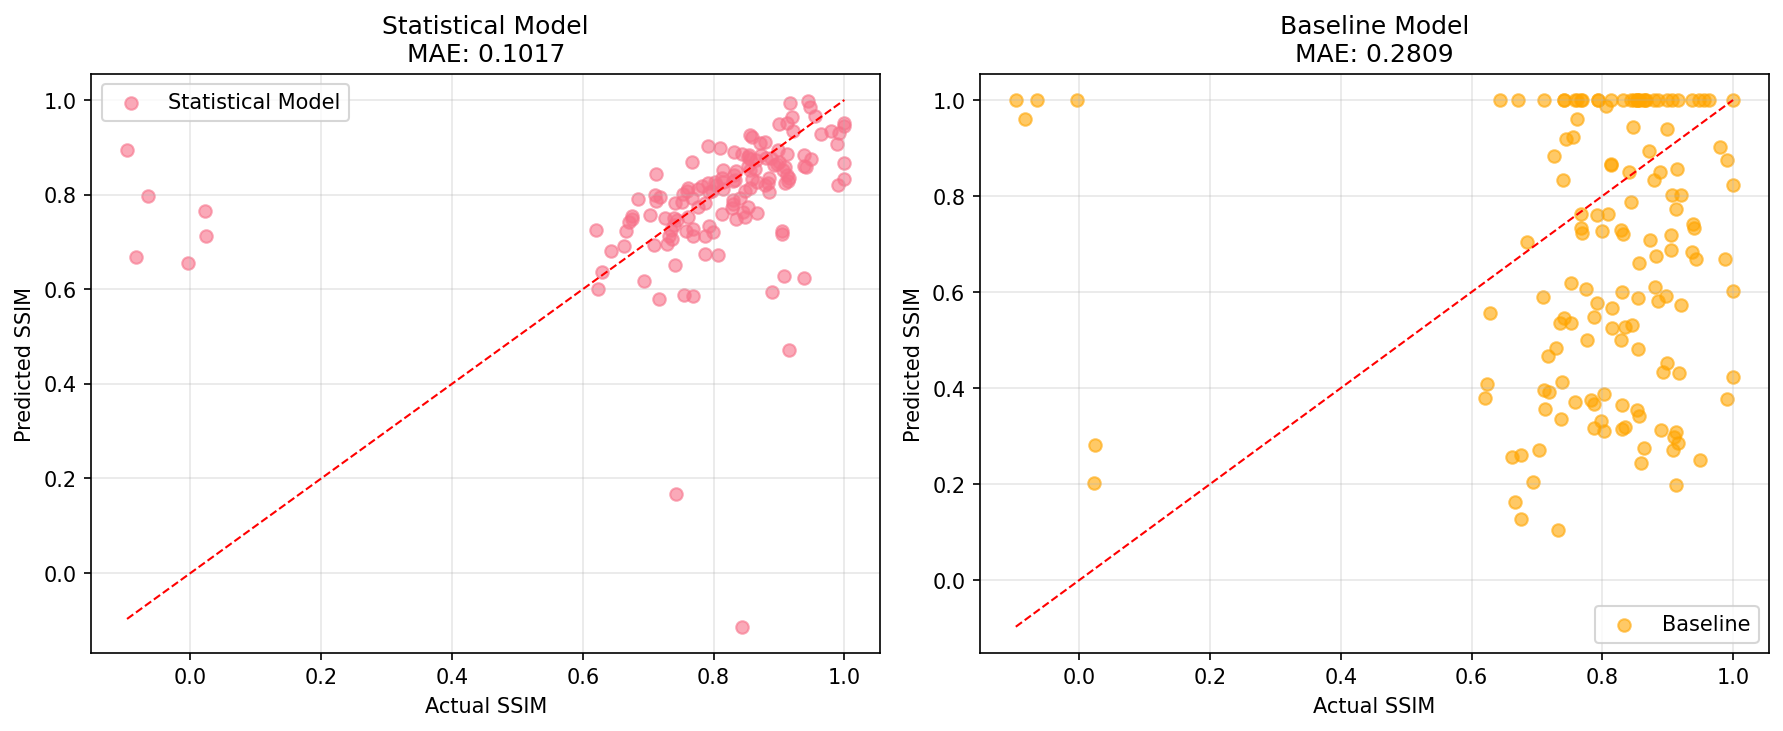 Statistical Model
MAE: 0.1017
Statistical Model
1.0
0.8
0.6
0.4
0.2
0.0
Predicted SSIM
0.0 0.2 0.4 0.6 0.8 1.0
Actual SSIM
Baseline Model
MAE: 0.2809
1.0
0.8
0.6
0.4
0.2
0.0
Predicted SSIM
Baseline
0.0 0.2 0.4 0.6 0.8 1.0
Actual SSIM